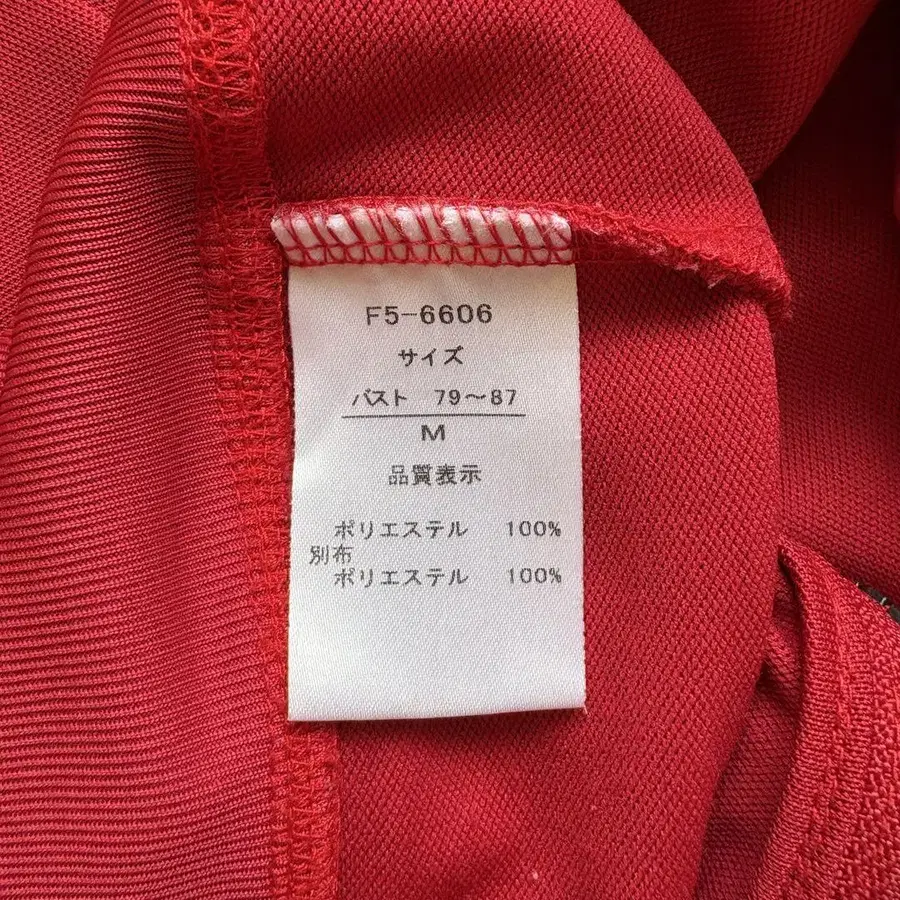 F5-6606
サイズ
バスト 79〜87
M
品質表示
ポリエステル 100%
別布
ポリエステル 100%